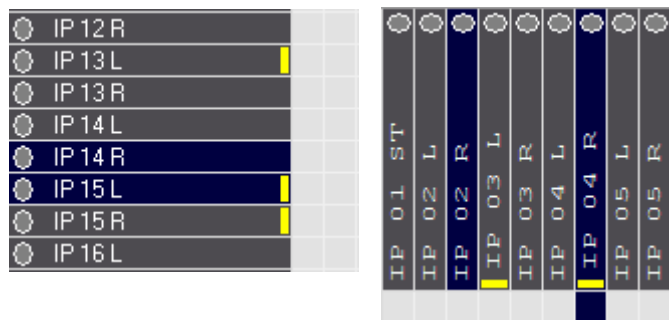 IP 12 R
IP 13 L
IP 13 R
IP 14 L
IP 14 R
IP 15 L
IP 15 R
IP 16 L
IP 01 ST
IP 02 L
IP 02 R
IP 03 L
IP 03 R
IP 04 L
IP 04 R
IP 05 L
IP 05 R